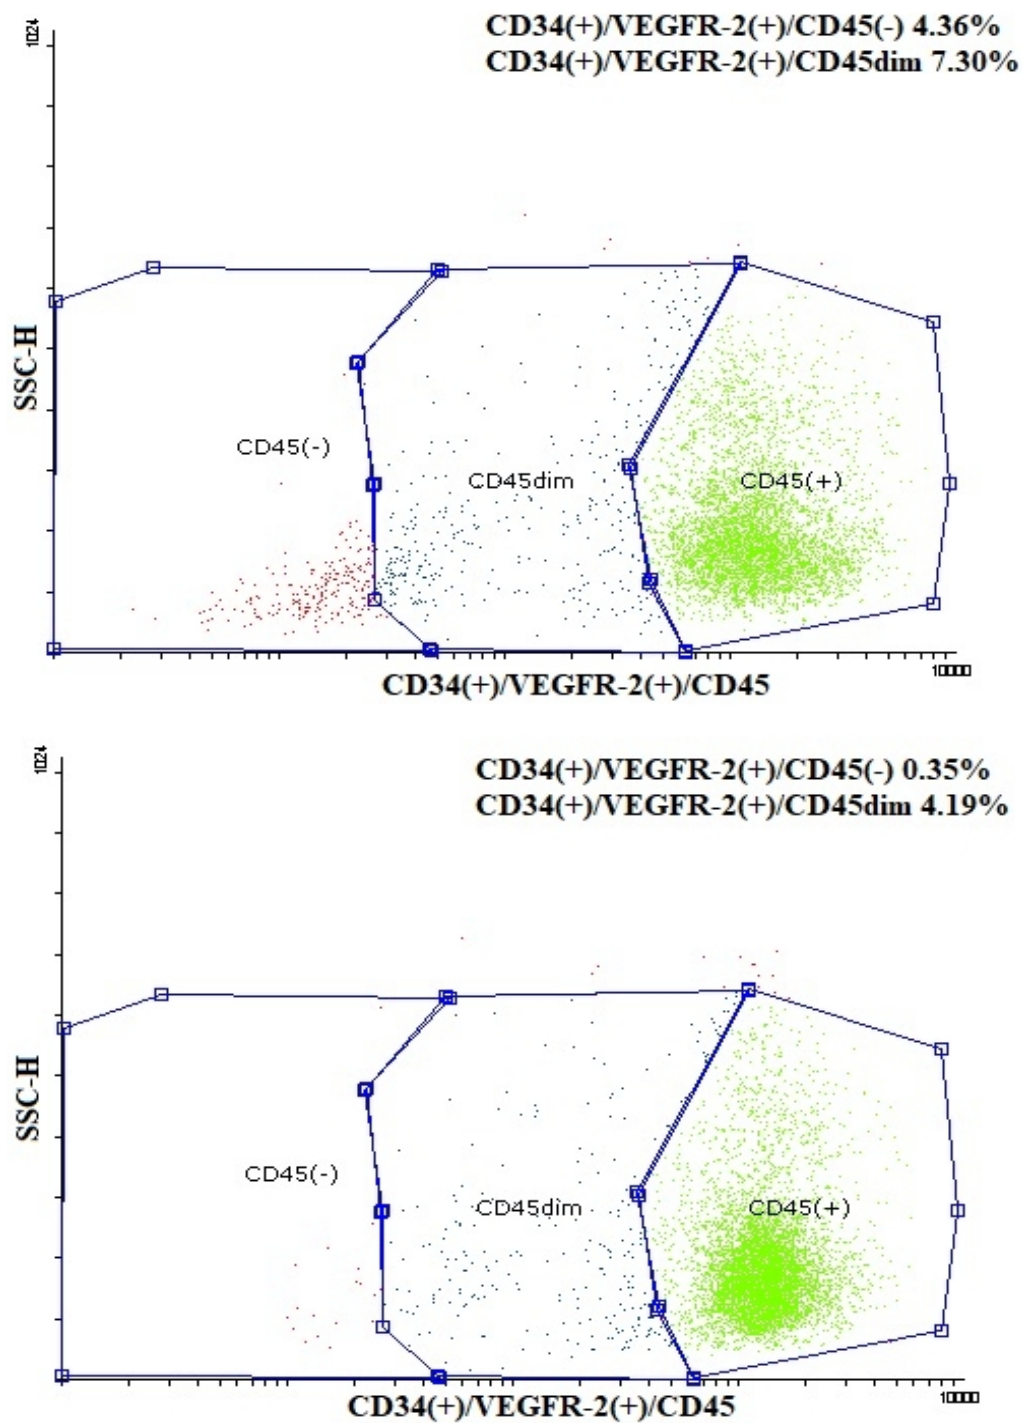 1024
CD34(+)/VEGFR-2(+)/CD45(-) 4.36%
CD34(+)/VEGFR-2(+)/CD45dim 7.30%
SSC-H
CD45(-)
CD45dim
CD45(+)
10000
CD34(+)/VEGFR-2(+)/CD45
1024
CD34(+)/VEGFR-2(+)/CD45(-) 0.35%
CD34(+)/VEGFR-2(+)/CD45dim 4.19%
SSC-H
CD45(-)
CD45dim
CD45(+)
10000
CD34(+)/VEGFR-2(+)/CD45